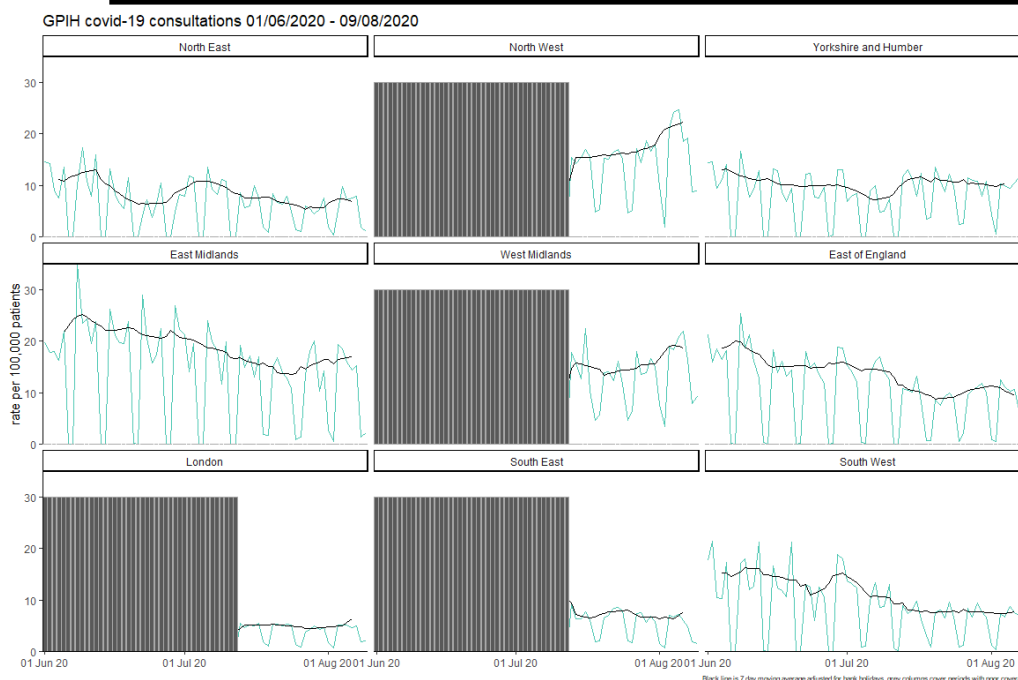 GPIH covid-19 consultations 01/06/2020 - 09/08/2020
North East
North West
Yorkshire and Humber
30
20
10
0
East Midlands
West Midlands
East of England
rate per 100,000 patients
30
20
10
0
London
South East
South West
30
20
10
0
01 Jun 20
01 Jul 20
01 Aug 20
01 Jun 20
01 Jul 20
01 Aug 20
01 Jun 20
01 Jul 20
01 Aug 20
Black line is 7 day moving average adjusted for bank holidays, grey columns cover periods with poor